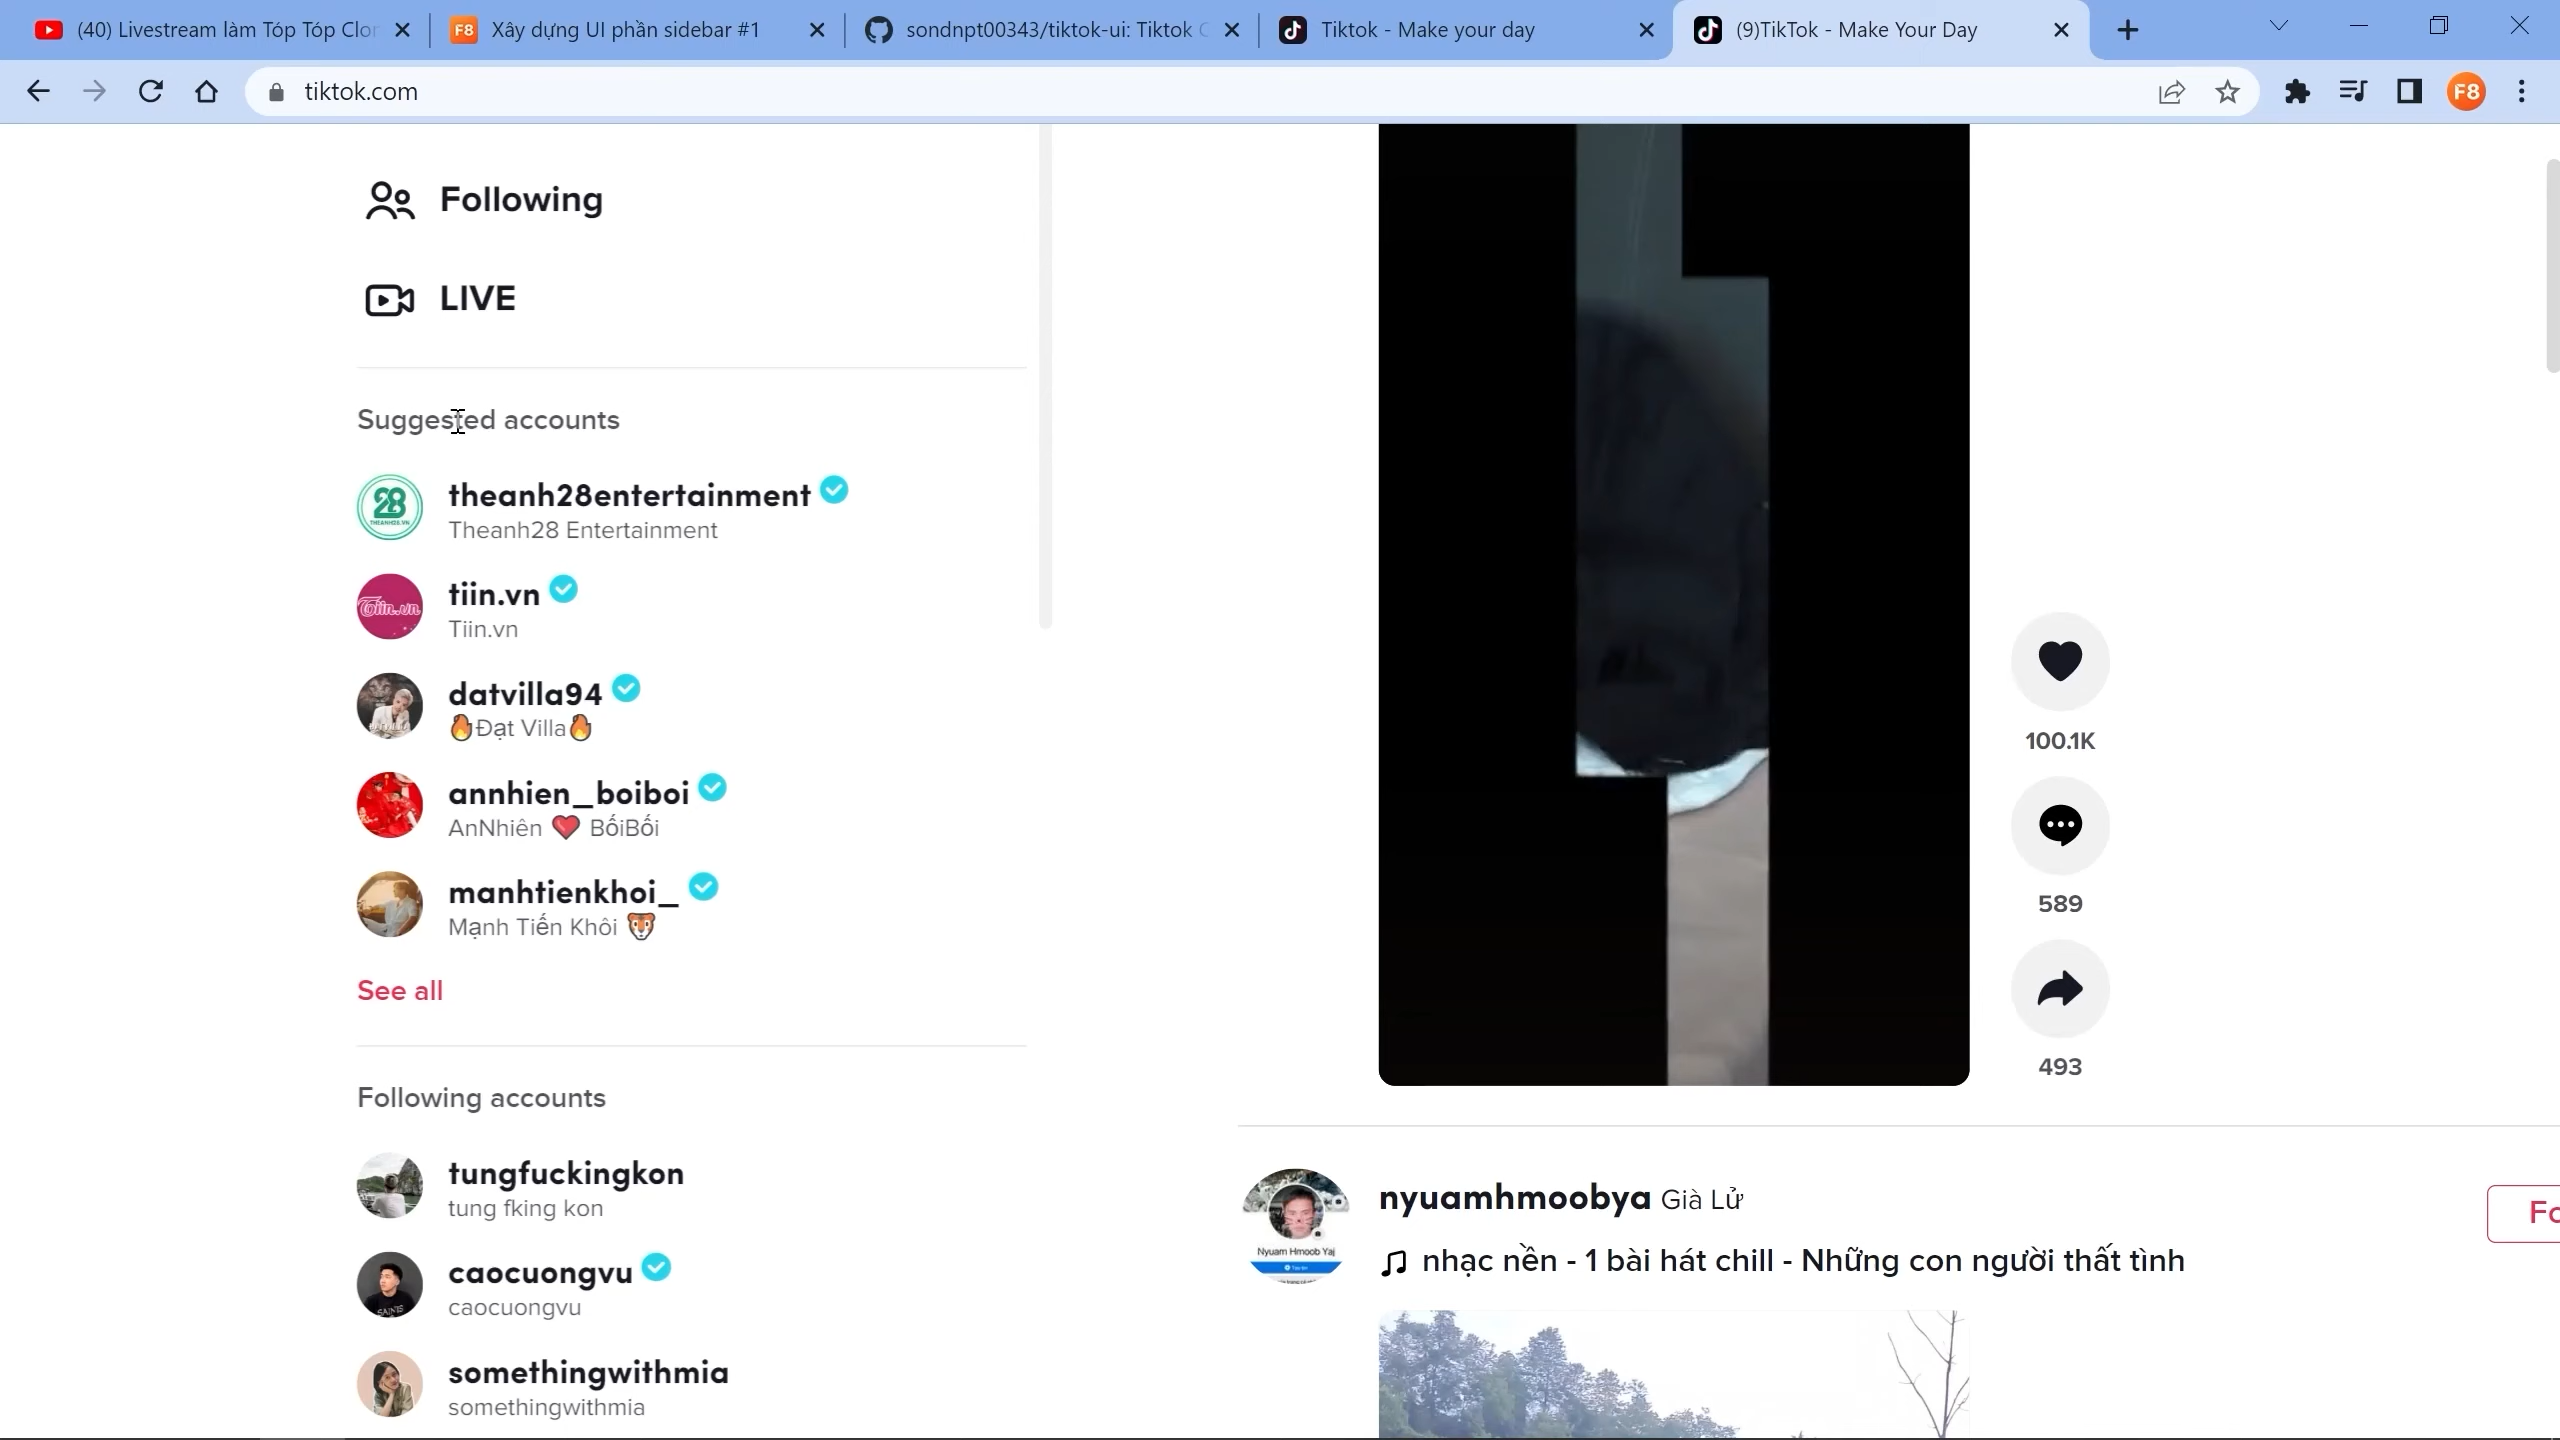 (40) Livestream làm Tóp Tóp Clon
Xây dựng UI phần sidebar #1
sondnpt00343/tiktok-ui: Tiktok C
Tiktok - Make your day
(9)TikTok - Make Your Day
tiktok.com
F8
Following
LIVE
Suggested accounts
theanh28entertainment
Theanh28 Entertainment
tiin.vn
Tiin.vn
datvilla94
🔥Đạt Villa🔥
annhien_boiboi
AnNhiên ❤️ BốiBối
manhtienkhoi_
Mạnh Tiến Khôi 🐯
See all
Following accounts
tungfuckingkon
tung fking kon
caocuongvu
caocuongvu
somethingwithmia
somethingwithmia
100.1K
589
493
nyuamhmoobya Già Lử
Fo
Nyuam Hmoob Yaj
nhạc nền - 1 bài hát chill - Những con người thất tình